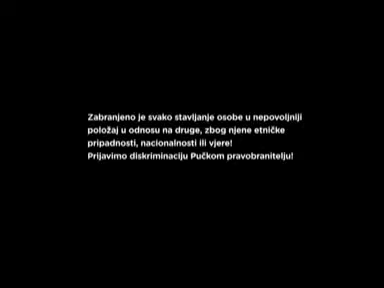 Zabranjeno je svako stavljanje osobe u nepovoljniji
položaj u odnosu na druge, zbog njene etničke
pripadnosti, nacionalnosti ili vjere!
Prijavimo diskriminaciju Pučkom pravobranitelju!